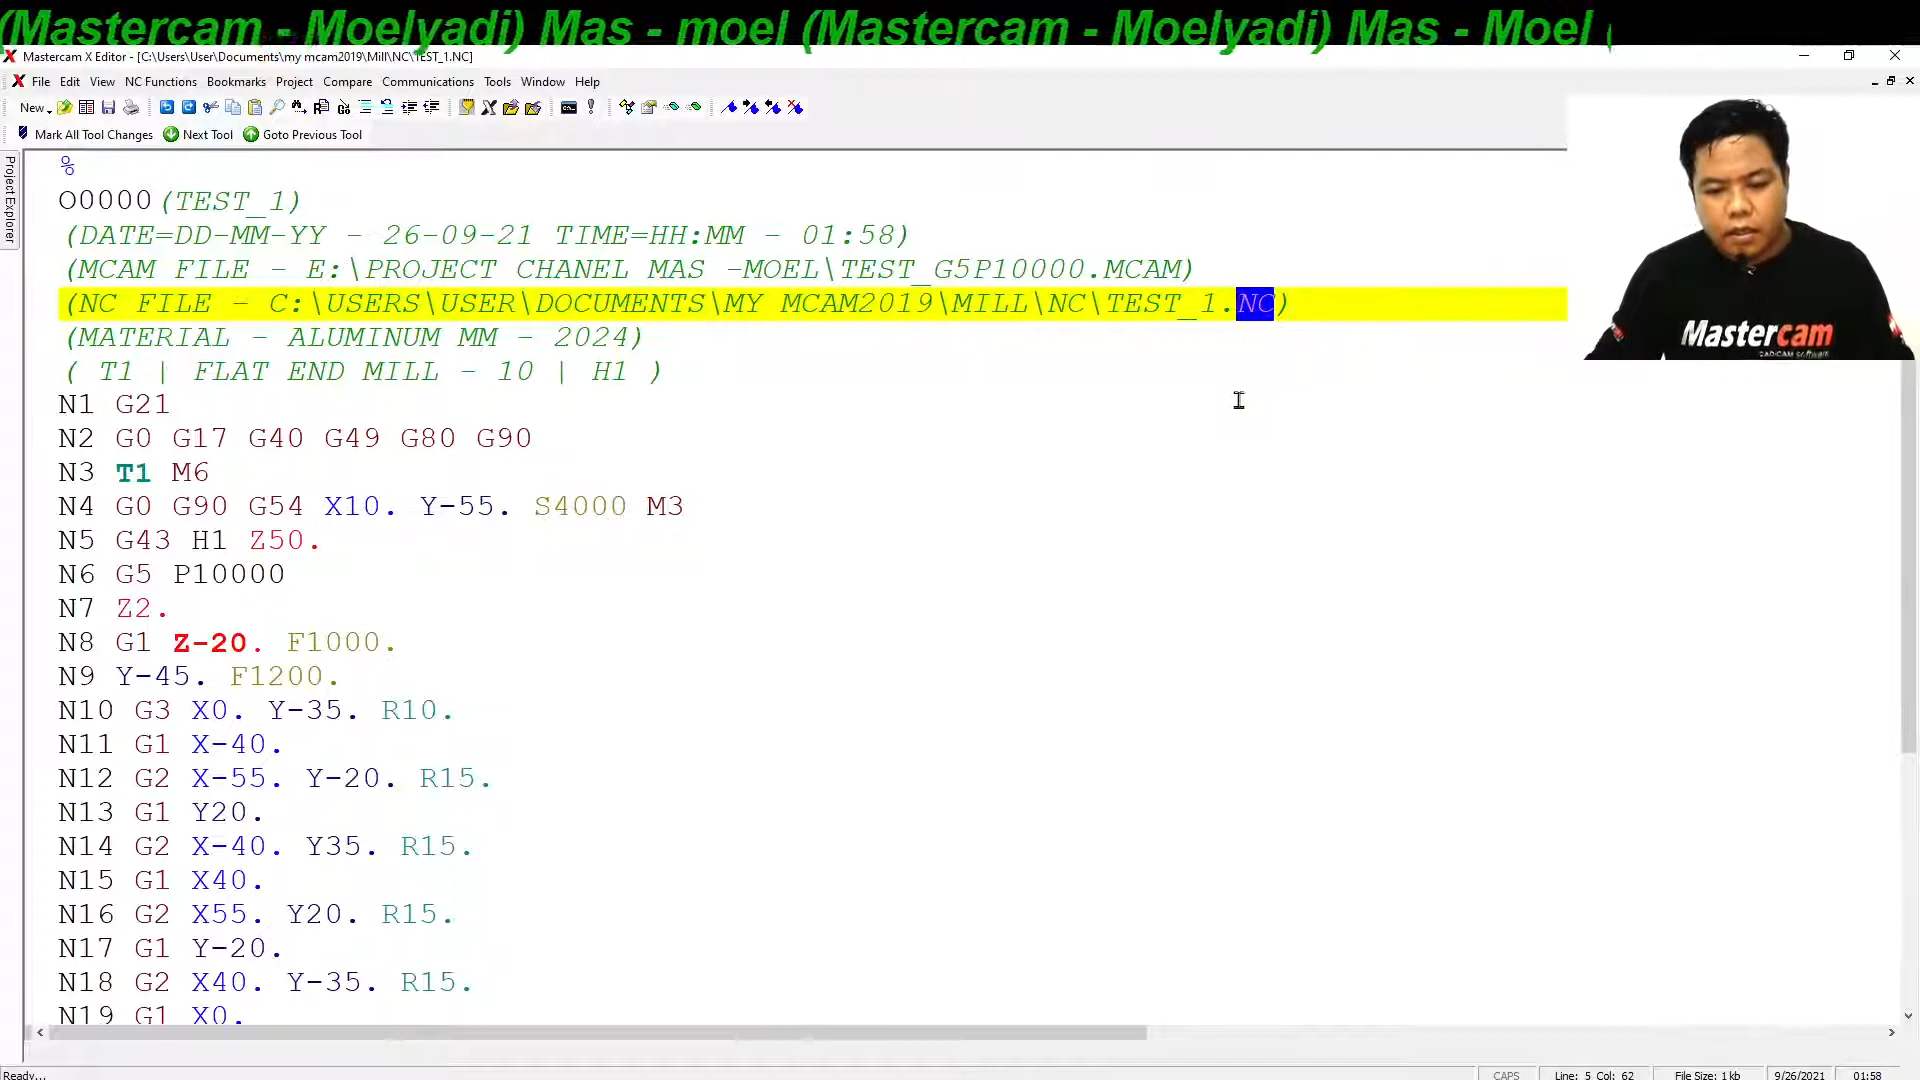 (Mastercam - Moelyadi) Mas - moel (Mastercam - Moelyadi) Mas - Moel (
Mastercam X Editor - [C:\Users\User\Documents\my mcam2019\Mill\NC\TEST_1.NC]
File Edit View NC Functions Bookmarks Project Compare Communications Tools Window Help
New
Mark All Tool Changes Next Tool Goto Previous Tool
Project Explorer
%
O0000(TEST_1)
(DATE=DD-MM-YY - 26-09-21 TIME=HH:MM - 01:58)
(MCAM FILE - E:\PROJECT CHANEL MAS -MOEL\TEST_G5P10000.MCAM)
(NC FILE - C:\USERS\USER\DOCUMENTS\MY MCAM2019\MILL\NC\TEST_1.NC)
(MATERIAL - ALUMINUM MM - 2024)
( T1 | FLAT END MILL - 10 | H1 )
N1 G21
N2 G0 G17 G40 G49 G80 G90
N3 T1 M6
N4 G0 G90 G54 X10. Y-55. S4000 M3
N5 G43 H1 Z50.
N6 G5 P10000
N7 Z2.
N8 G1 Z-20. F1000.
N9 Y-45. F1200.
N10 G3 X0. Y-35. R10.
N11 G1 X-40.
N12 G2 X-55. Y-20. R15.
N13 G1 Y20.
N14 G2 X-40. Y35. R15.
N15 G1 X40.
N16 G2 X55. Y20. R15.
N17 G1 Y-20.
N18 G2 X40. Y-35. R15.
N19 G1 X0.
Mastercam
CAD/CAM software
Ready... CAPS Line: 5 Col: 62 File Size: 1 kb 9/26/2021 01:58